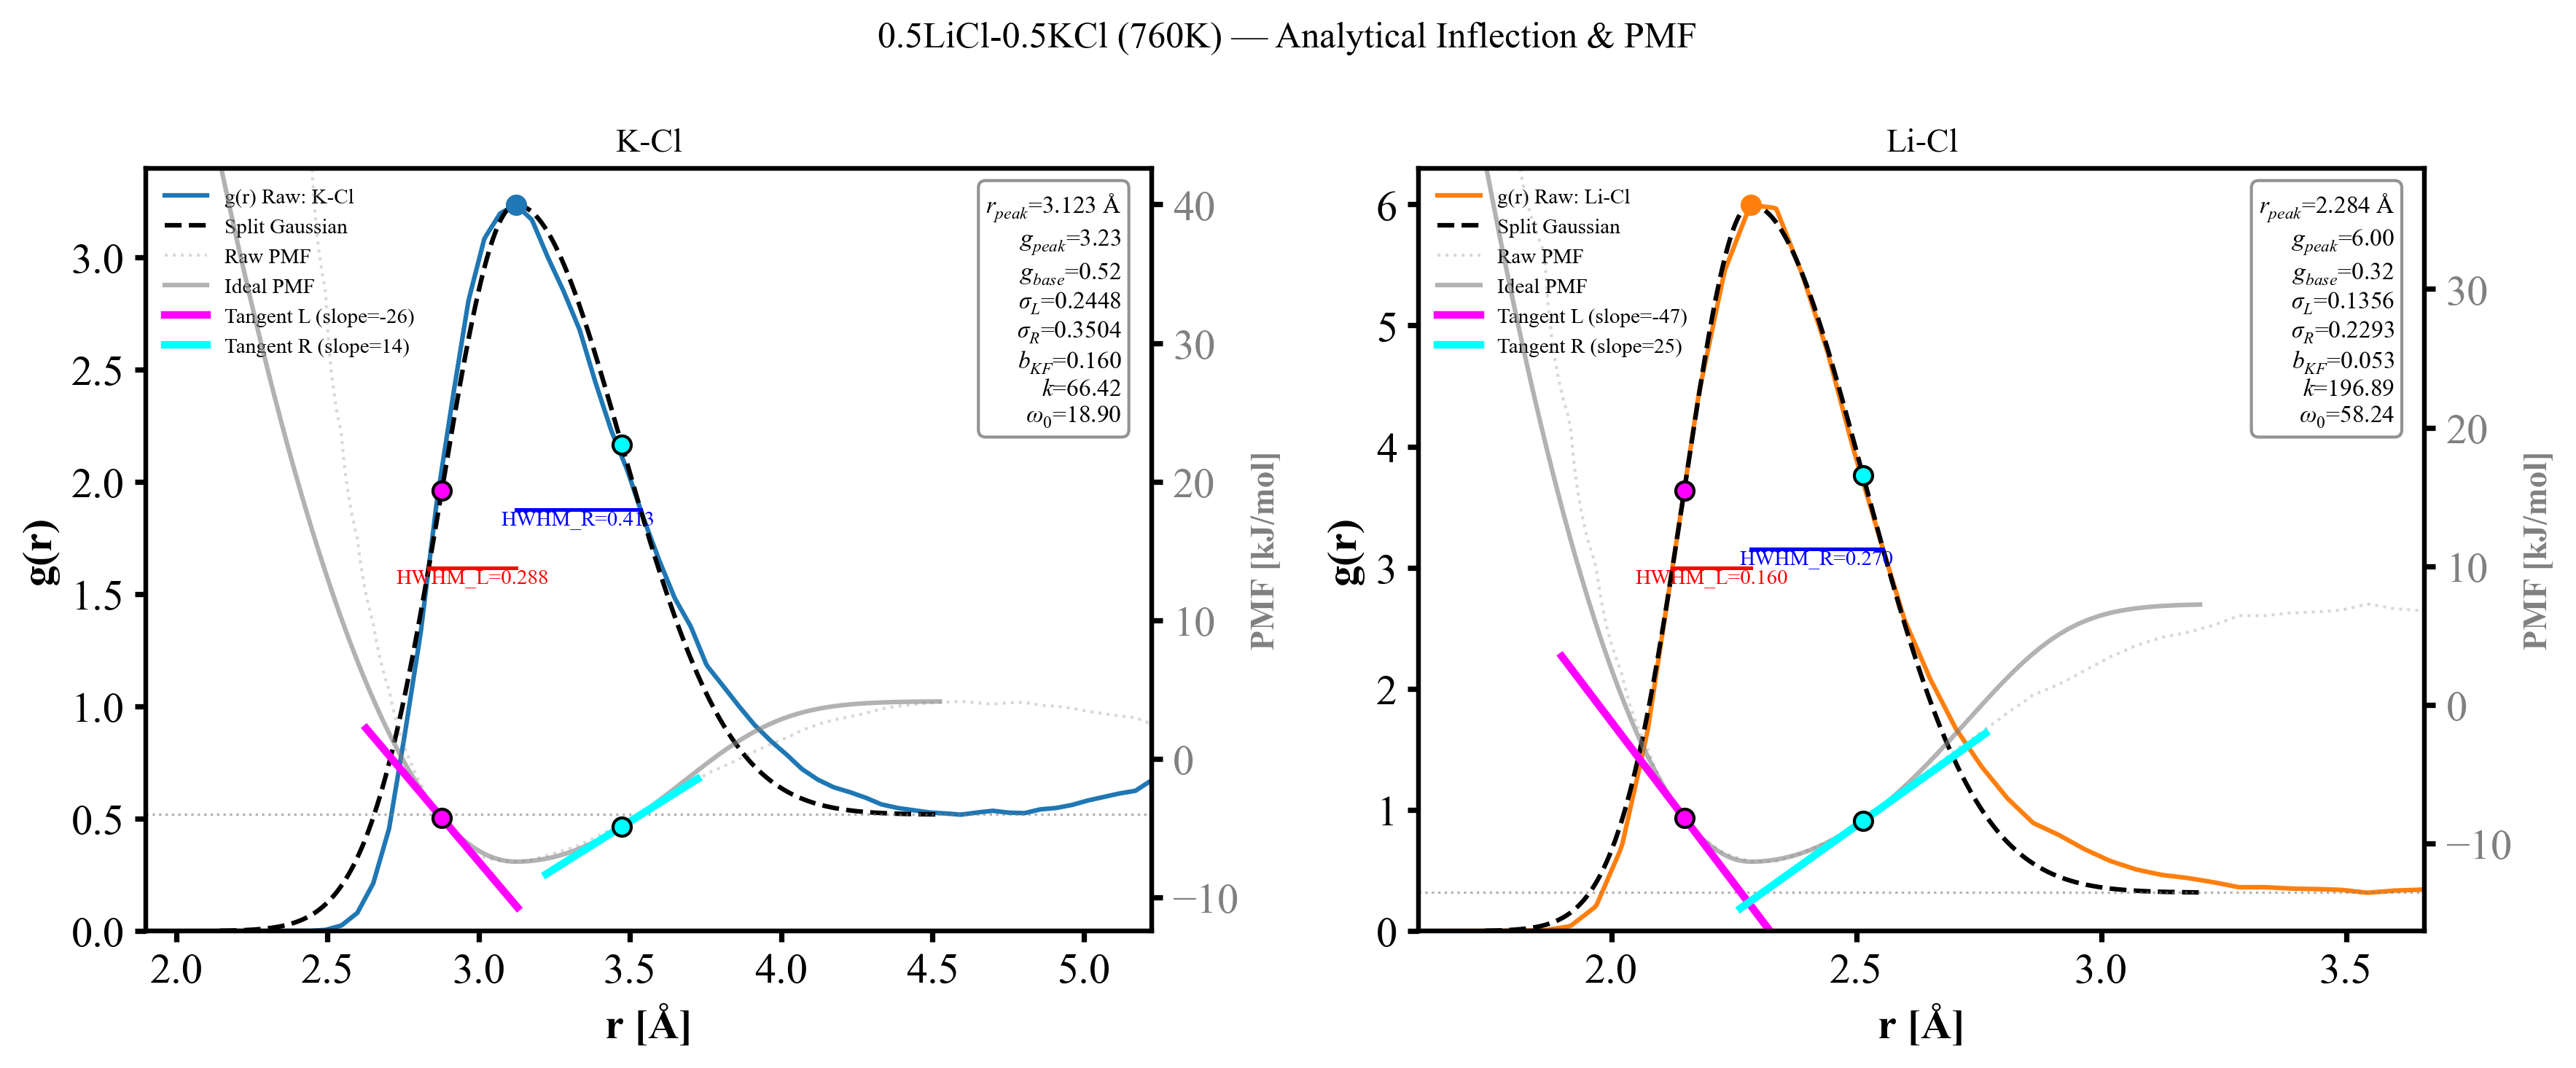 0.5LiCl-0.5KCl (760K) — Analytical Inflection & PMF
K-Cl
g(r) Raw: K-Cl
Split Gaussian
Raw PMF
Ideal PMF
Tangent L (slope=-26)
Tangent R (slope=14)
r_peak=3.123 Å
g_peak=3.23
g_base=0.52
σ_L=0.2448
σ_R=0.3504
b_KF=0.160
k=66.42
ω_0=18.90
HWHM_R=0.413
HWHM_L=0.288
3.0
2.5
2.0
1.5
1.0
0.5
0.0
g(r)
2.0 2.5 3.0 3.5 4.0 4.5 5.0
r [Å]
40
30
20
10
0
−10
PMF [kJ/mol]
Li-Cl
g(r) Raw: Li-Cl
Split Gaussian
Raw PMF
Ideal PMF
Tangent L (slope=-47)
Tangent R (slope=25)
r_peak=2.284 Å
g_peak=6.00
g_base=0.32
σ_L=0.1356
σ_R=0.2293
b_KF=0.053
k=196.89
ω_0=58.24
HWHM_R=0.270
HWHM_L=0.160
6
5
4
3
2
1
0
g(r)
2.0 2.5 3.0 3.5
r [Å]
30
20
10
0
−10
PMF [kJ/mol]